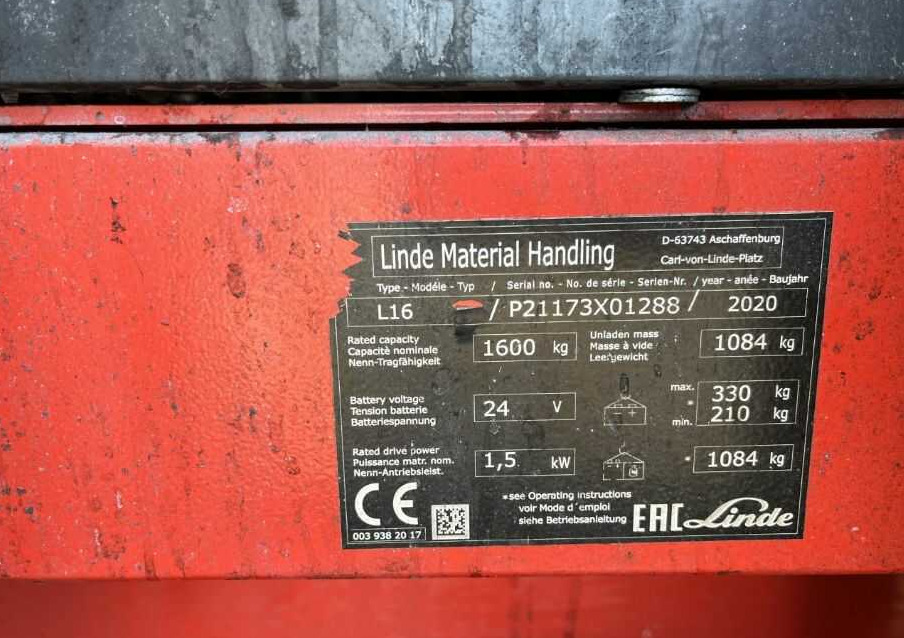 Linde Material Handling
D-63743 Aschaffenburg
Carl-von-Linde-Platz
Type - Modéle - Typ / Serial no. - No. de série - Serien-Nr. / year - anée - Baujahr
L16 / P21173X01288 / 2020
Rated capacity
Capacité nominale
Nenn-Tragfähigkeit
1600 kg
Unladen mass
Masse à vide
Leergewicht
1084 kg
Battery voltage
Tension batterie
Batteriespannung
24 V
max. 330 kg
* min. 210 kg
Rated drive power
Puissance matr. nom.
Nenn-Antriebsleist.
1,5 kW
* 1084 kg
CE
003 938 20 17
*see Operating instructions
voir Mode d´emploi
siehe Betriebsanleitung
EAC Linde